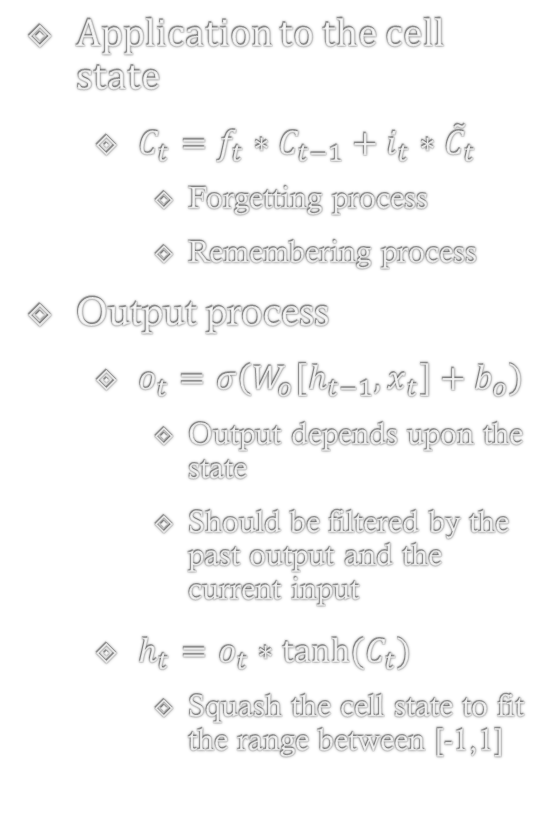 Application to the cell
state
C_t = f_t * C_{t-1} + i_t * C̃_t
Forgetting process
Remembering process
Output process
o_t = σ(W_o[h_{t-1}, x_t] + b_o)
Output depends upon the
state
Should be filtered by the
past output and the
current input
h_t = o_t * tanh(C_t)
Squash the cell state to fit
the range between [-1,1]